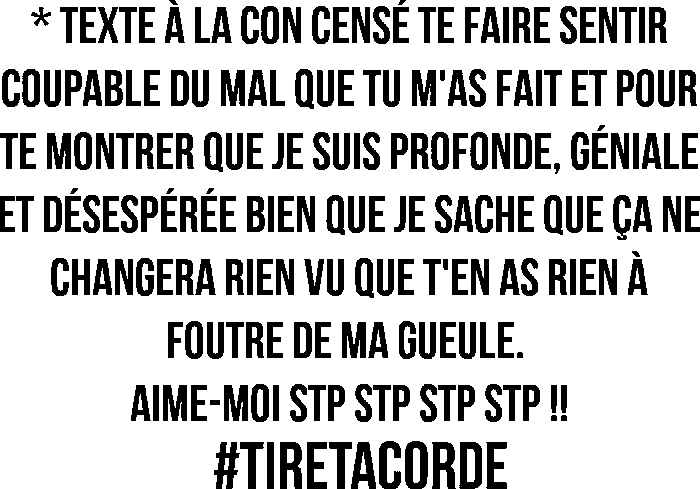 * TEXTE À LA CON CENSÉ TE FAIRE SENTIR
COUPABLE DU MAL QUE TU M'AS FAIT ET POUR
TE MONTRER QUE JE SUIS PROFONDE, GÉNIALE
ET DÉSESPÉRÉE BIEN QUE JE SACHE QUE ÇA NE
CHANGERA RIEN VU QUE T'EN AS RIEN À
FOUTRE DE MA GUEULE.
AIME-MOI STP STP STP STP !!
#TIRETACORDE